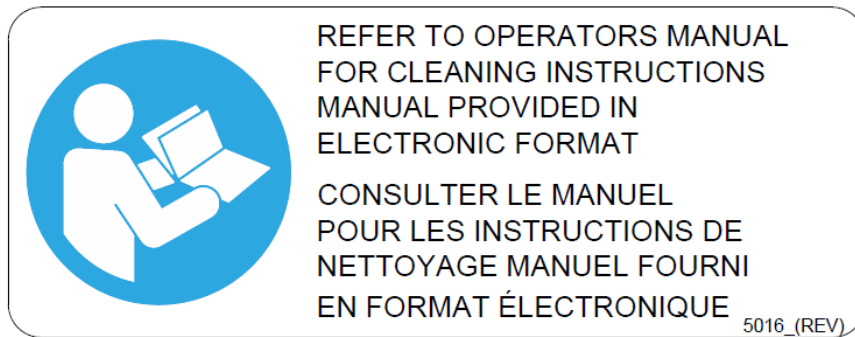 REFER TO OPERATORS MANUAL
FOR CLEANING INSTRUCTIONS
MANUAL PROVIDED IN
ELECTRONIC FORMAT
CONSULTER LE MANUEL
POUR LES INSTRUCTIONS DE
NETTOYAGE MANUEL FOURNI
EN FORMAT ÉLECTRONIQUE
5016_(REV)